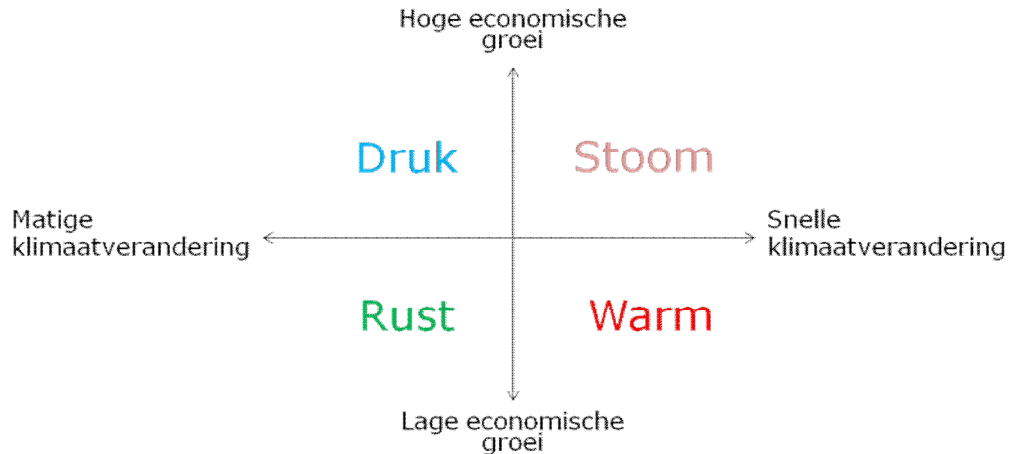 Hoge economische
groei
Druk
Stoom
Matige
klimaatverandering
Snelle
klimaatverandering
Rust
Warm
Lage economische
groei